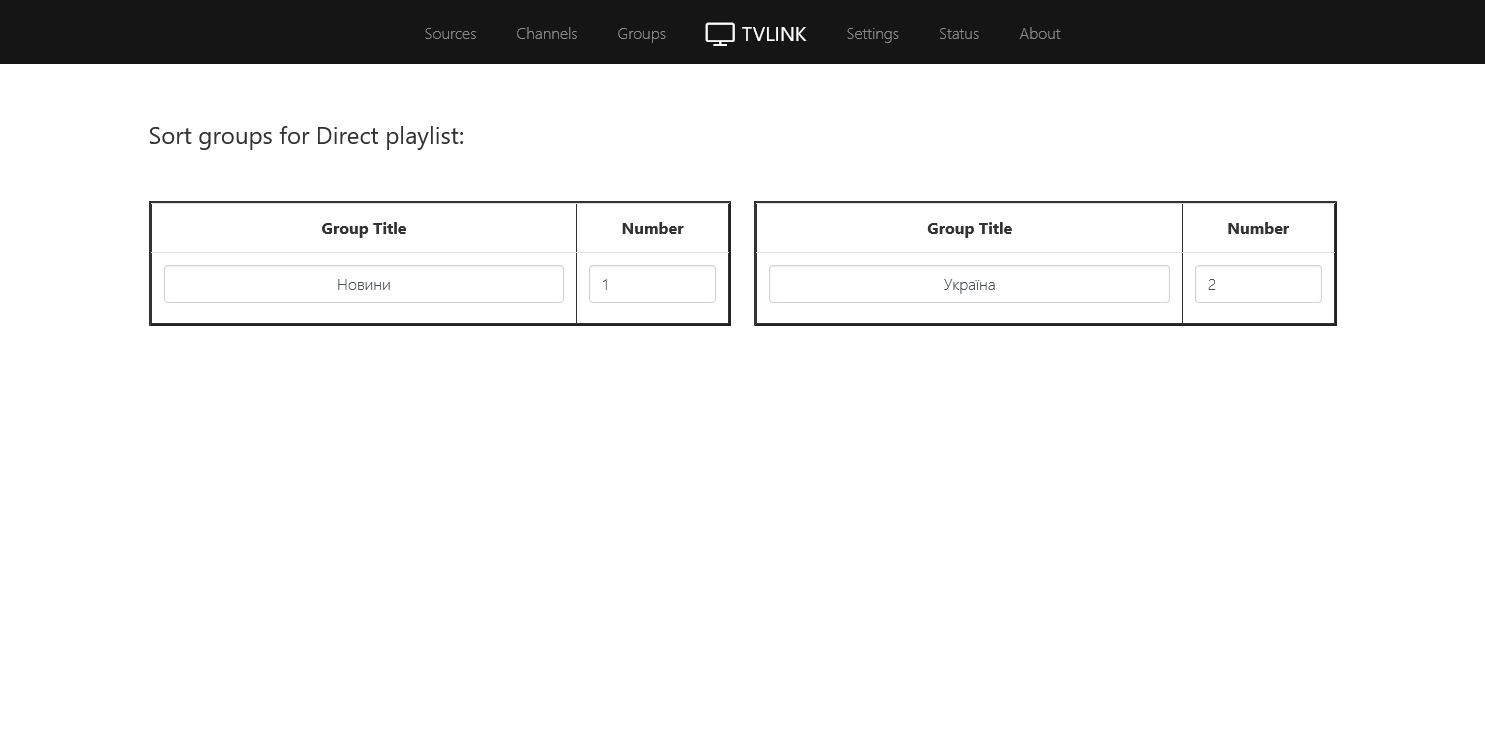 Sources Channels Groups TVLINK Settings Status About
Sort groups for Direct playlist:
Group Title Number Group Title Number
Новини 1 Україна 2